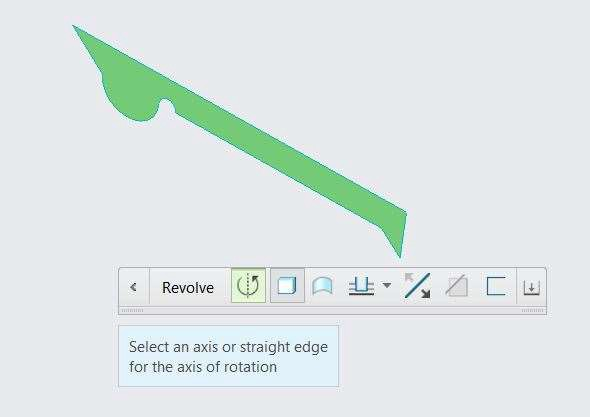 Revolve
Select an axis or straight edge
for the axis of rotation